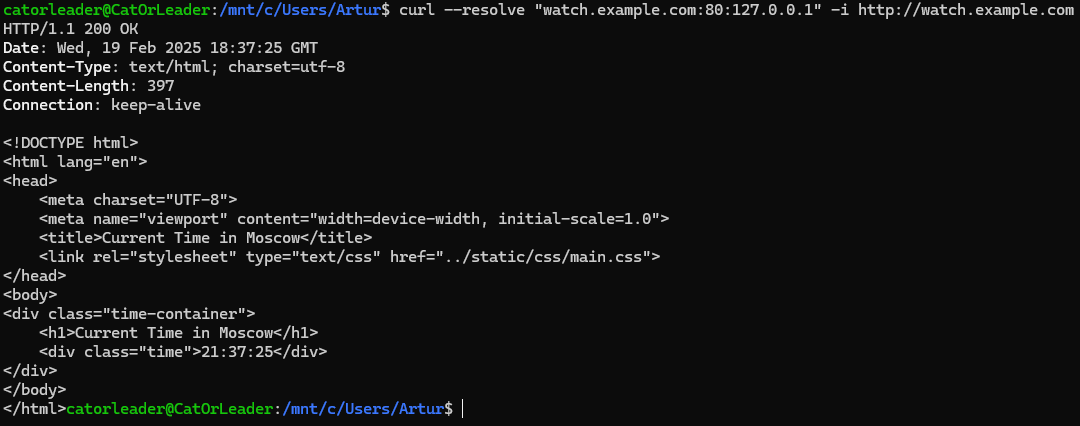 catorleader@CatOrLeader:/mnt/c/Users/Artur$ curl --resolve "watch.example.com:80:127.0.0.1" -i http://watch.example.com
HTTP/1.1 200 OK
Date: Wed, 19 Feb 2025 18:37:25 GMT
Content-Type: text/html; charset=utf-8
Content-Length: 397
Connection: keep-alive

<!DOCTYPE html>
<html lang="en">
<head>
    <meta charset="UTF-8">
    <meta name="viewport" content="width=device-width, initial-scale=1.0">
    <title>Current Time in Moscow</title>
    <link rel="stylesheet" type="text/css" href="../static/css/main.css">
</head>
<body>
<div class="time-container">
    <h1>Current Time in Moscow</h1>
    <div class="time">21:37:25</div>
</div>
</body>
</html>catorleader@CatOrLeader:/mnt/c/Users/Artur$